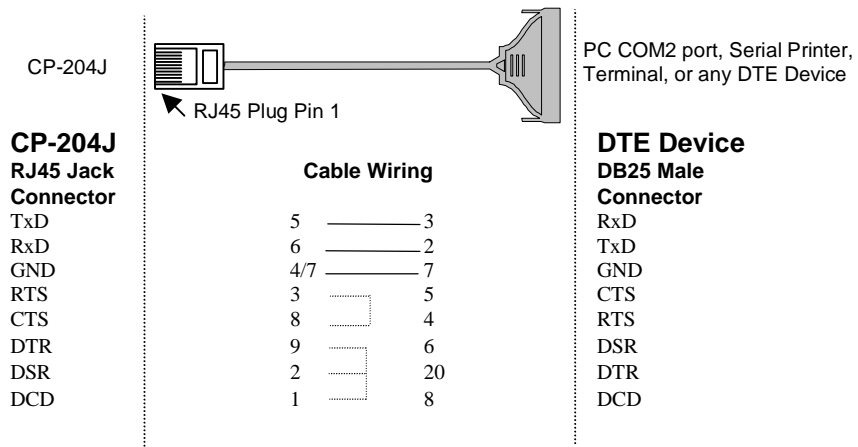 CP-204J
PC COM2 port, Serial Printer,
Terminal, or any DTE Device
RJ45 Plug Pin 1
CP-204J DTE Device
RJ45 Jack Cable Wiring DB25 Male
Connector Connector
TxD 5 3 RxD
RxD 6 2 TxD
GND 4/7 7 GND
RTS 3 5 CTS
CTS 8 4 RTS
DTR 9 6 DSR
DSR 2 20 DTR
DCD 1 8 DCD